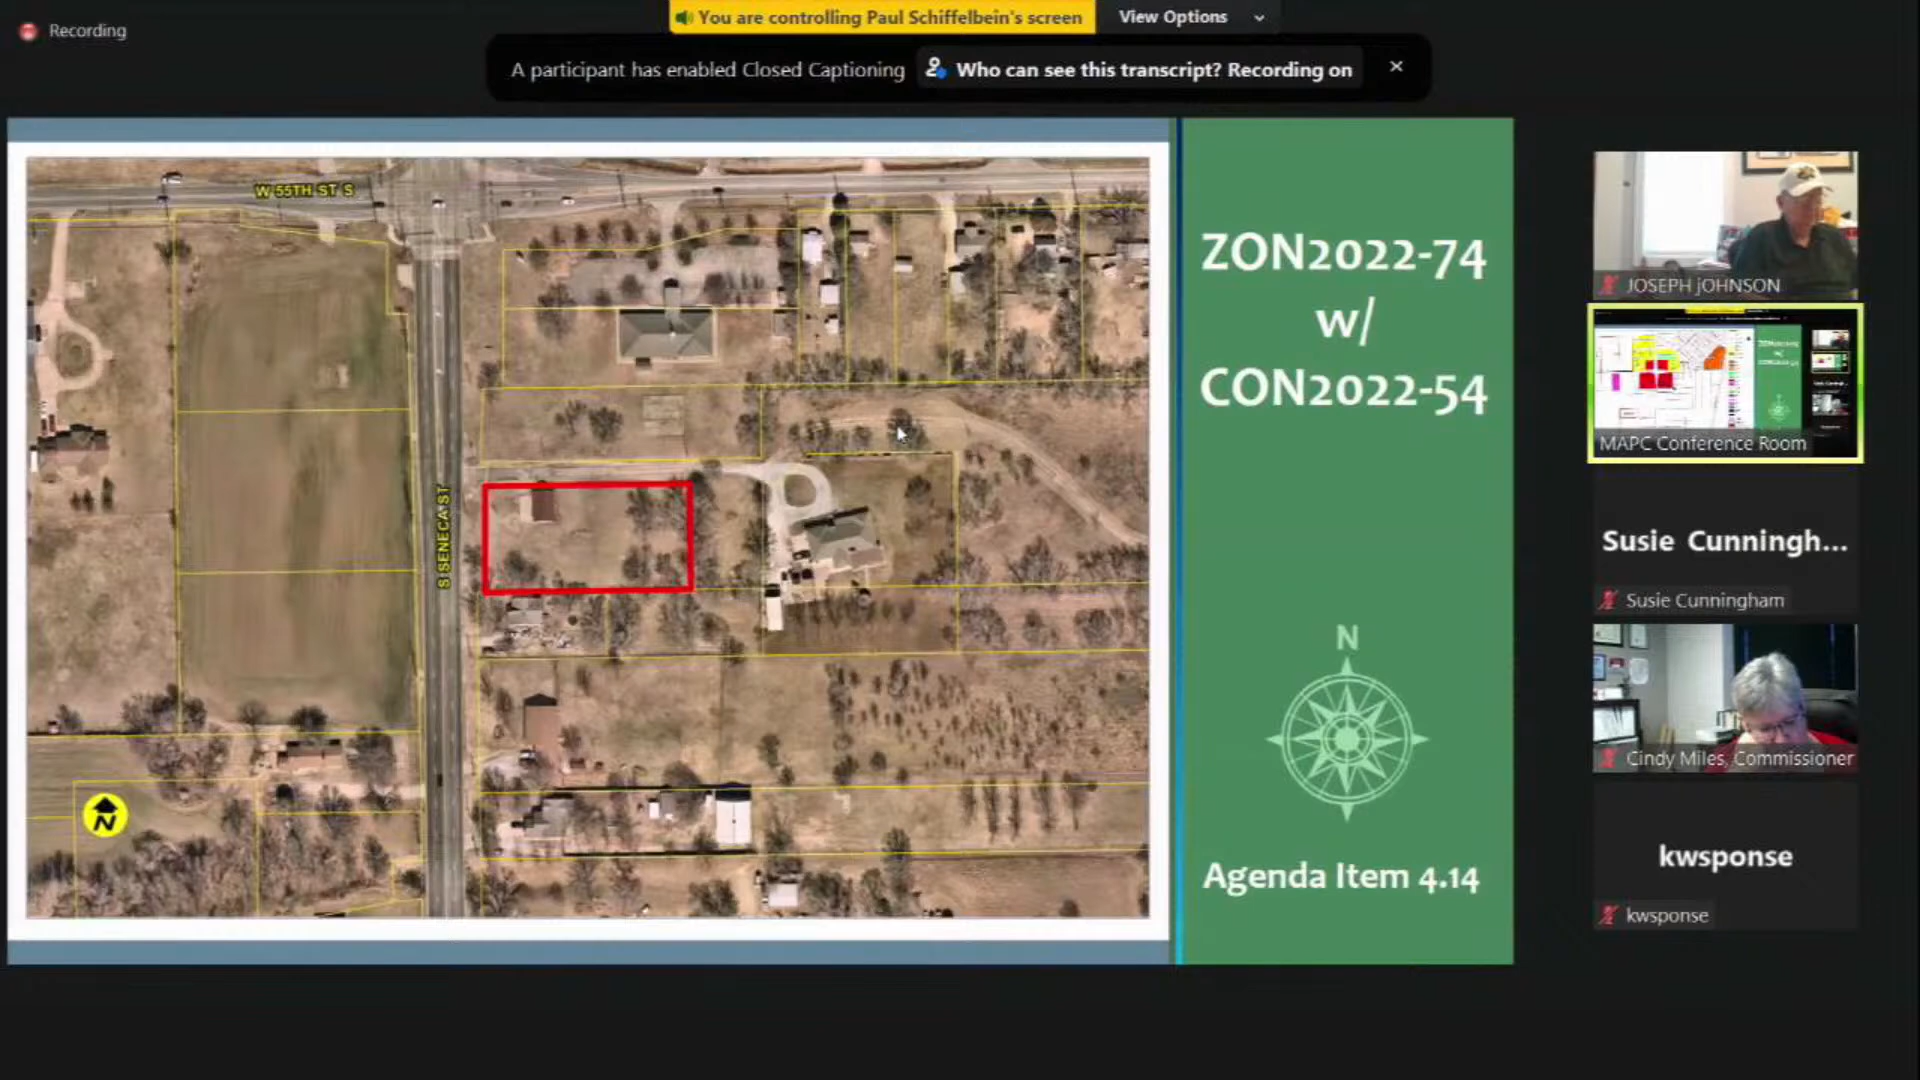 You are controlling Paul Schiffelbein's screen
View Options
Recording
A participant has enabled Closed Captioning
Who can see this transcript? Recording on
W 55TH ST S
S SENECA ST
N
ZON2022-74
w/
CON2022-54
N
Agenda Item 4.14
JOSEPH jOHNSON
MAPC Conference Room
Susie Cunningh...
Susie Cunningham
Cindy Miles, Commissioner
kwsponse
kwsponse